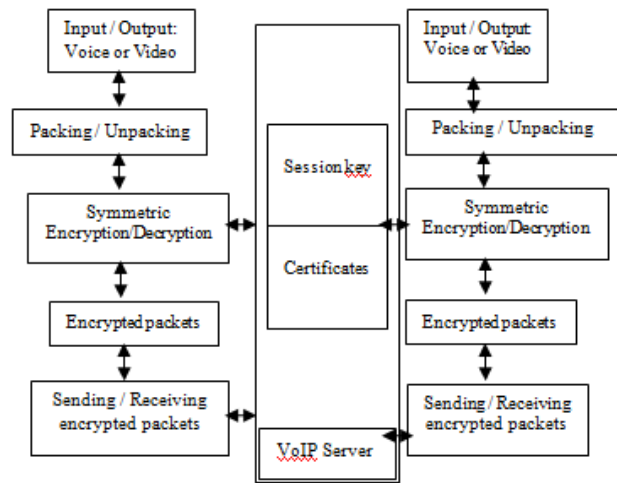 Input / Output:
Voice or Video
Packing / Unpacking
Symmetric
Encryption/Decryption
Encrypted packets
Sending / Receiving
encrypted packets
Session key
Certificates
VoIP Server
Input / Output:
Voice or Video
Packing / Unpacking
Symmetric
Encryption/Decryption
Encrypted packets
Sending / Receiving
encrypted packets